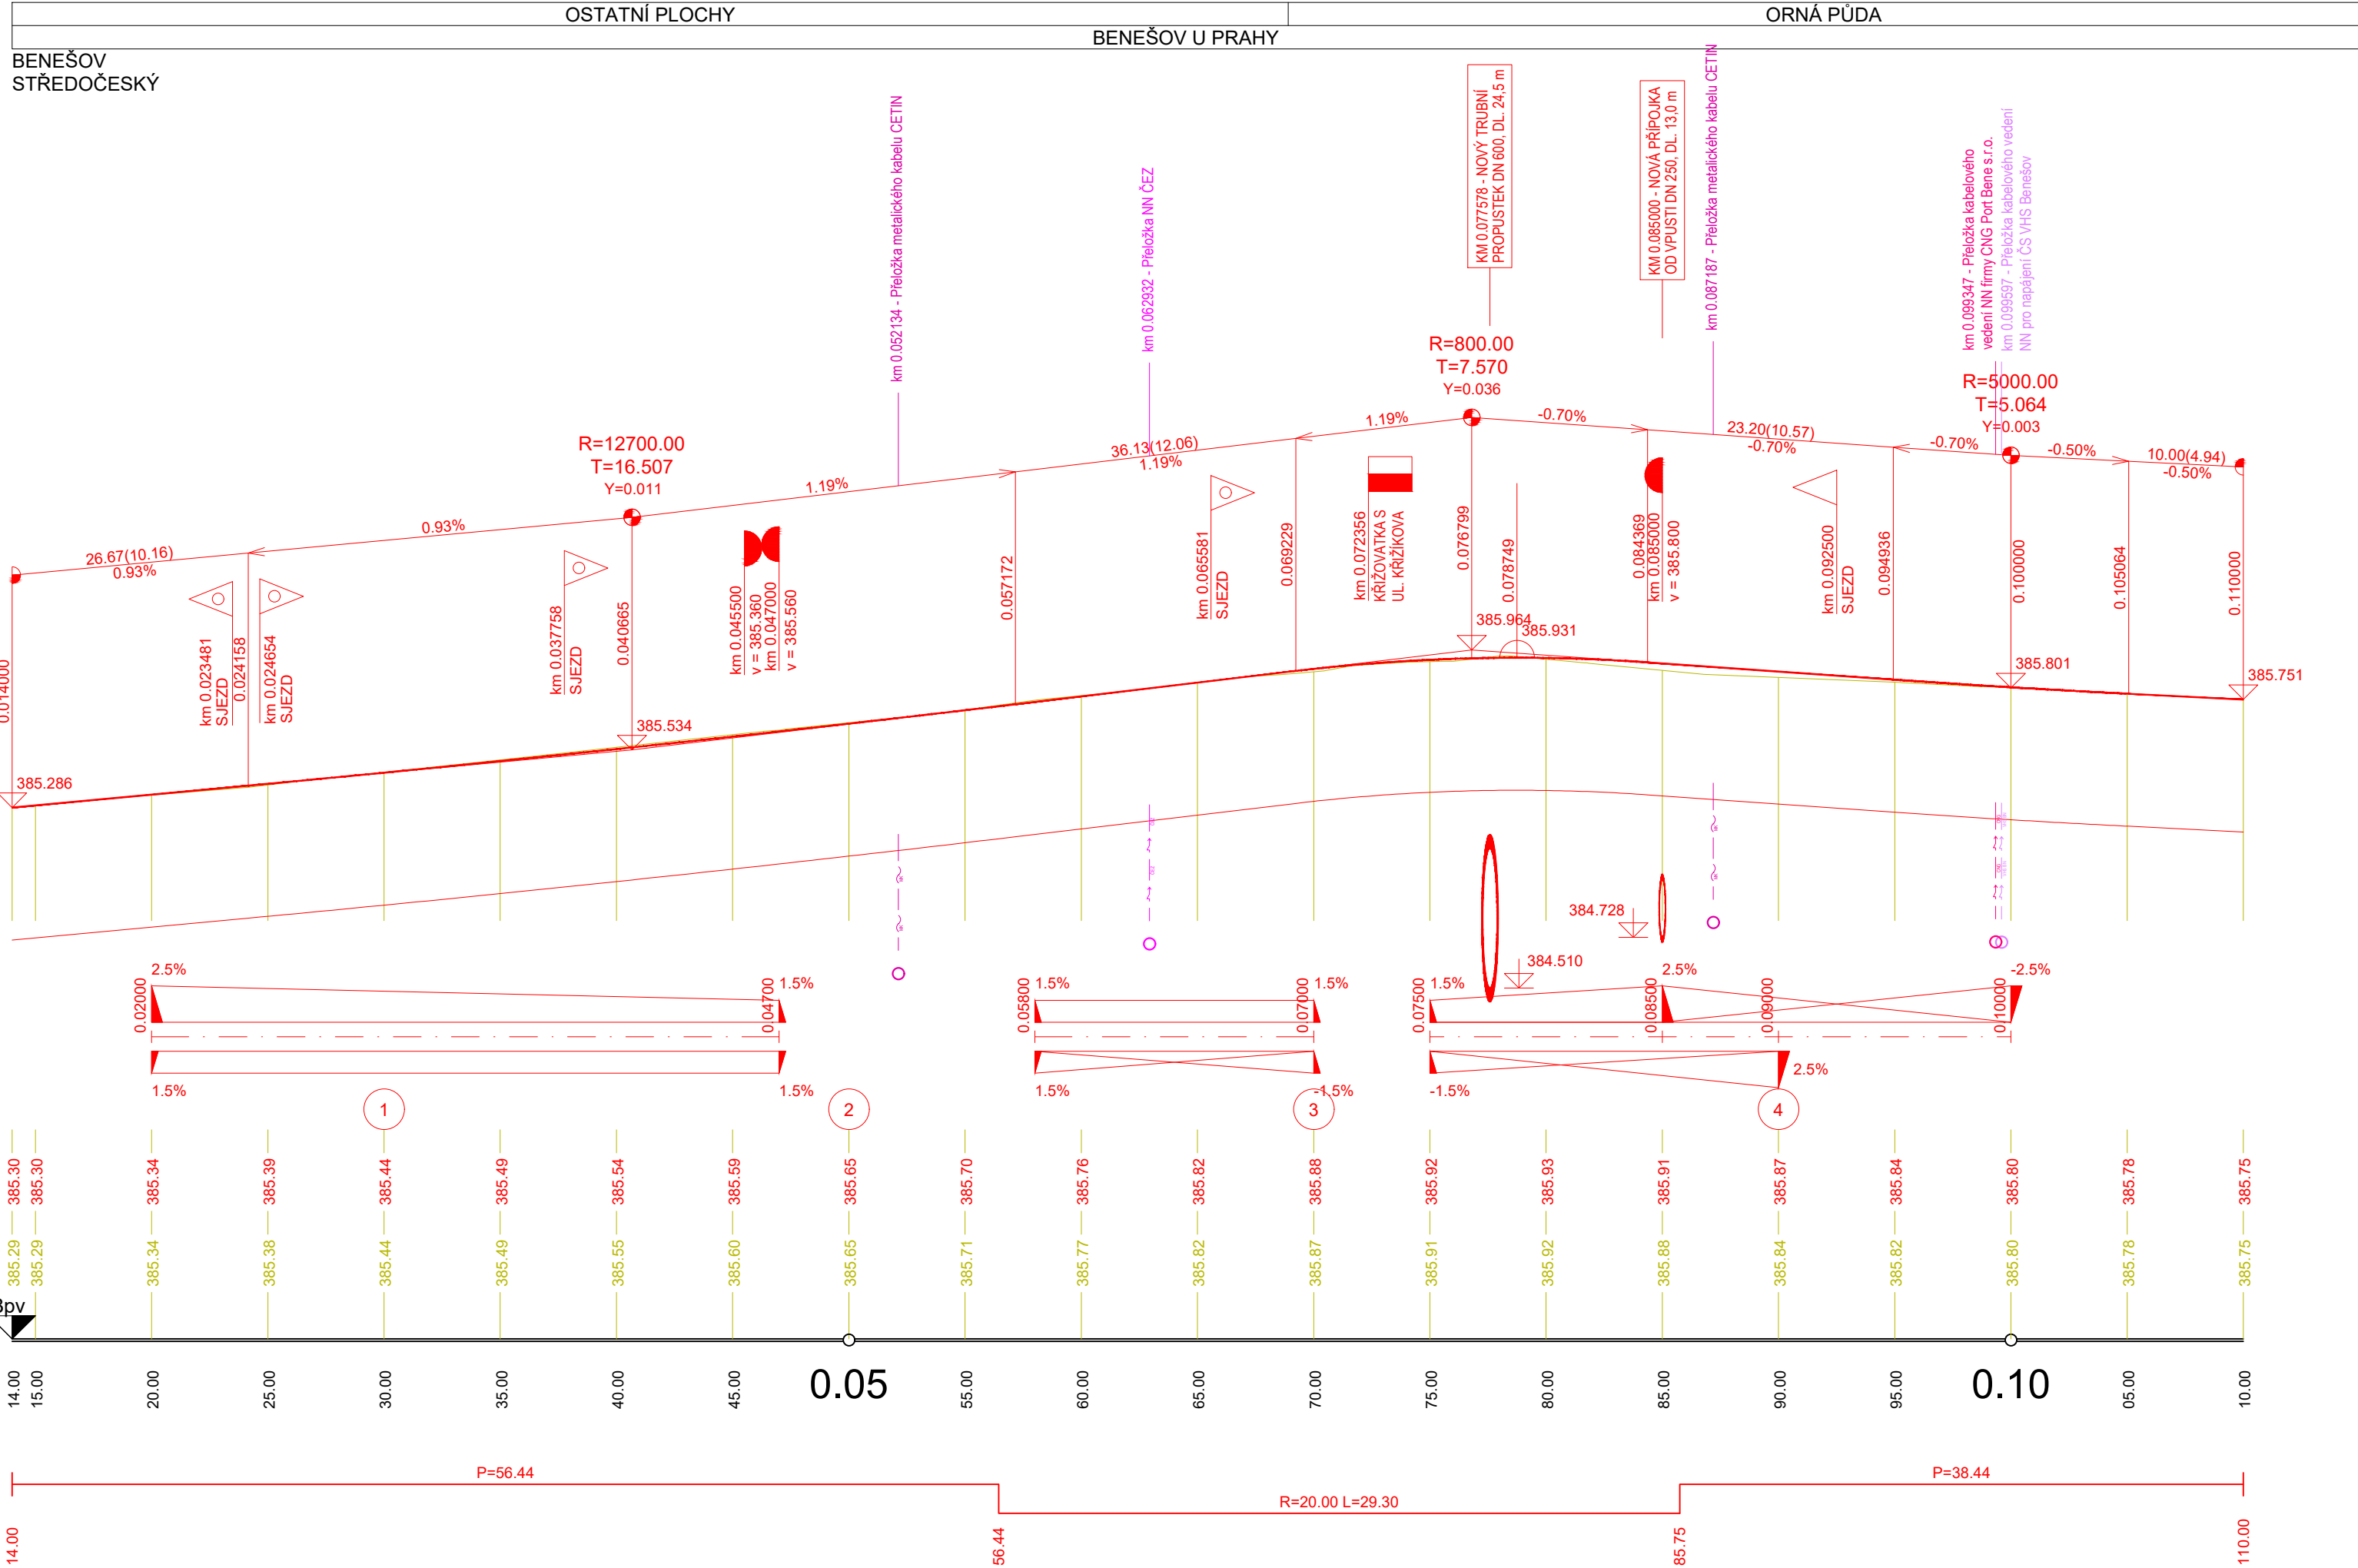 OSTATNÍ PLOCHY
ORNÁ PŮDA
BENEŠOV U PRAHY
BENEŠOV
STŘEDOČESKÝ
km 0.052134 - Přeložka metalického kabelu CETIN
km 0.062932 - Přeložka NN ČEZ
KM 0.077578 - NOVÝ TRUBNÍ
PROPUSTEK DN 600, DL. 24,5 m
KM 0.085000 - NOVÁ PŘÍPOJKA
OD VPUSTI DN 250, DL. 13,0 m
km 0.087187 - Přeložka metalického kabelu CETIN
km 0.099347 - Přeložka kabelového
vedení NN firmy CNG Port Bene s.r.o.
km 0.099597 - Přeložka kabelového vedení
NN pro napájení ČS VHS Benešov
R=12700.00
T=16.507
Y=0.011
R=800.00
T=7.570
Y=0.036
R=5000.00
T=5.064
Y=0.003
26.67(10.16)
0.93%
0.93%
1.19%
36.13(12.06)
1.19%
1.19%
-0.70%
23.20(10.57)
-0.70%
-0.70%
-0.50%
10.00(4.94)
-0.50%
0.014000
km 0.023481
SJEZD
0.024158
km 0.024654
SJEZD
km 0.037758
SJEZD
0.040665
km 0.045500
v = 385.360
km 0.047000
v = 385.560
0.057172
km 0.065581
SJEZD
0.069229
km 0.072356
KŘIŽOVATKA S
UL. KŘIŽÍKOVA
0.076799
0.078749
0.084369
km 0.085000
v = 385.800
km 0.092500
SJEZD
0.094936
0.100000
0.105064
0.110000
385.286
385.534
385.964
385.931
385.801
385.751
384.728
384.510
0.02000
2.5%
0.04700
1.5%
0.05800
1.5%
0.07000
1.5%
0.07500
1.5%
0.08500
2.5%
0.09000
0.10000
-2.5%
1.5%
1.5%
1.5%
-1.5%
-1.5%
2.5%
1
2
3
4
385.30
385.30
385.34
385.39
385.44
385.49
385.54
385.59
385.65
385.70
385.76
385.82
385.88
385.92
385.93
385.91
385.87
385.84
385.80
385.78
385.75
385.29
385.29
385.34
385.38
385.44
385.49
385.55
385.60
385.65
385.71
385.77
385.82
385.87
385.91
385.92
385.88
385.84
385.82
385.80
385.78
385.75
Bpv
14.00
15.00
20.00
25.00
30.00
35.00
40.00
45.00
0.05
55.00
60.00
65.00
70.00
75.00
80.00
85.00
90.00
95.00
0.10
05.00
10.00
P=56.44
R=20.00 L=29.30
P=38.44
14.00
56.44
85.75
110.00